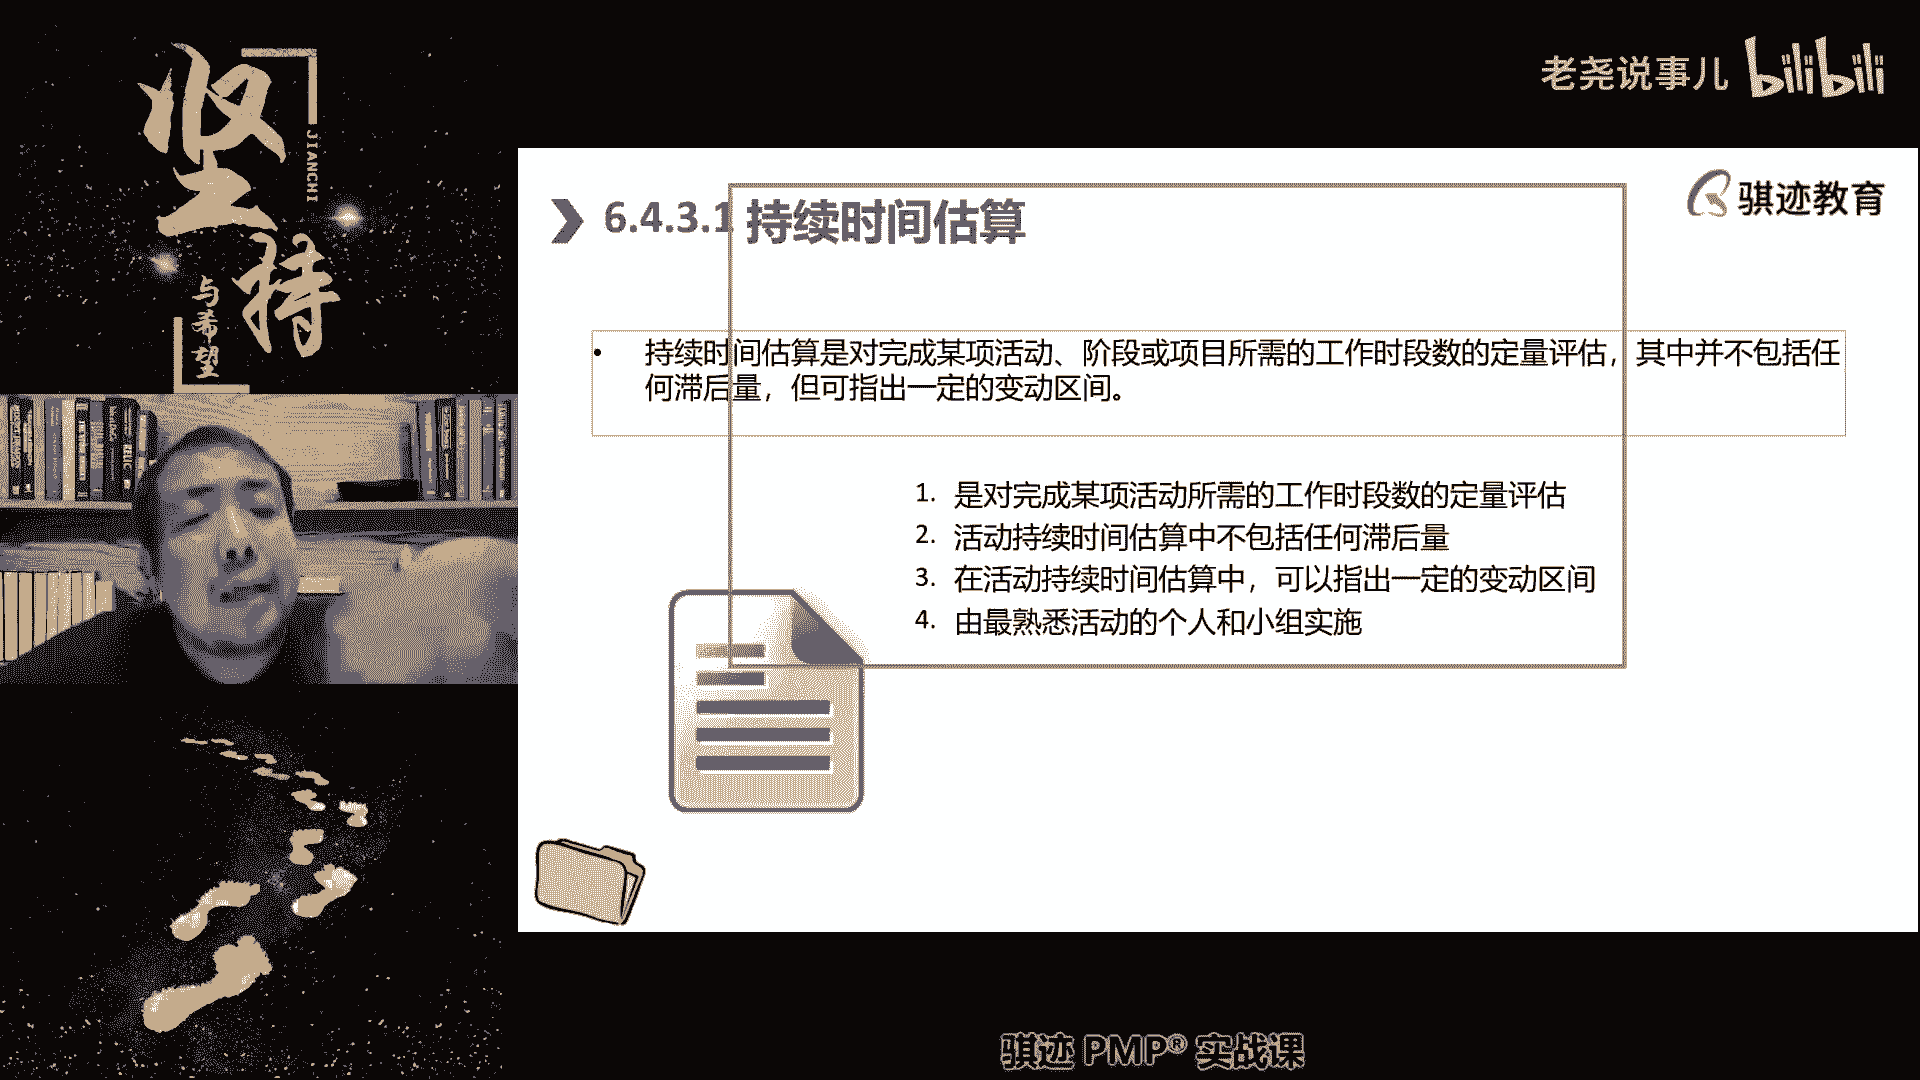 坚持
JIANCHI
与希望
老尧说事儿 bilibili
骐迹教育
6.4.3.1 持续时间估算
• 持续时间估算是对完成某项活动、阶段或项目所需的工作时段数的定量评估，其中并不包括任
何滞后量，但可指出一定的变动区间。
1. 是对完成某项活动所需的工作时段数的定量评估
2. 活动持续时间估算中不包括任何滞后量
3. 在活动持续时间估算中，可以指出一定的变动区间
4. 由最熟悉活动的个人和小组实施
骐迹 PMP® 实战课